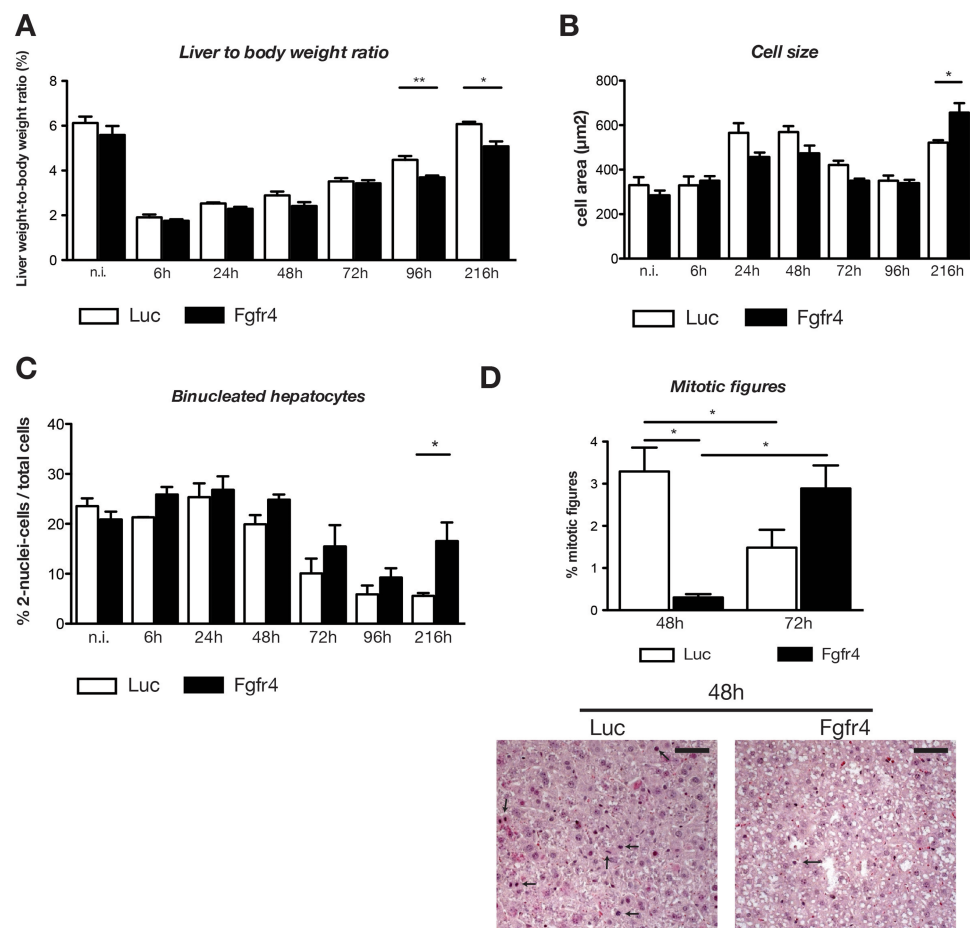 A
Liver to body weight ratio
Liver weight-to-body weight ratio (%)
8
6
4
2
0
** *
n.i. 6h 24h 48h 72h 96h 216h
Luc Fgfr4
B
Cell size
cell area (µm2)
800
600
400
200
0
*
n.i. 6h 24h 48h 72h 96h 216h
Luc Fgfr4
C
Binucleated hepatocytes
% 2-nuclei-cells / total cells
40
30
20
10
0
*
n.i. 6h 24h 48h 72h 96h 216h
Luc Fgfr4
D
Mitotic figures
% mitotic figures
4
3
2
1
0
*
* *
48h 72h
Luc Fgfr4
48h
Luc Fgfr4